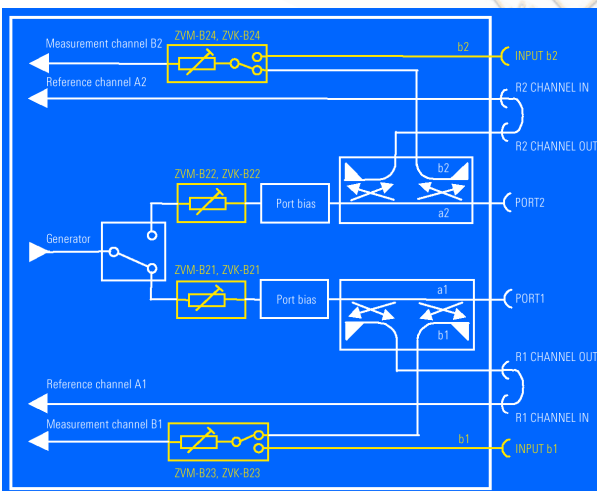 ZVM-B24, ZVK-B24
Measurement channel B2
b2
INPUT b2
Reference channel A2
R2 CHANNEL IN
R2 CHANNEL OUT
ZVM-B22, ZVK-B22
b2
Port bias
a2
PORT2
Generator
ZVM-B21, ZVK-B21
Port bias
a1
PORT1
b1
R1 CHANNEL OUT
Reference channel A1
R1 CHANNEL IN
Measurement channel B1
b1
INPUT b1
ZVM-B23, ZVK-B23